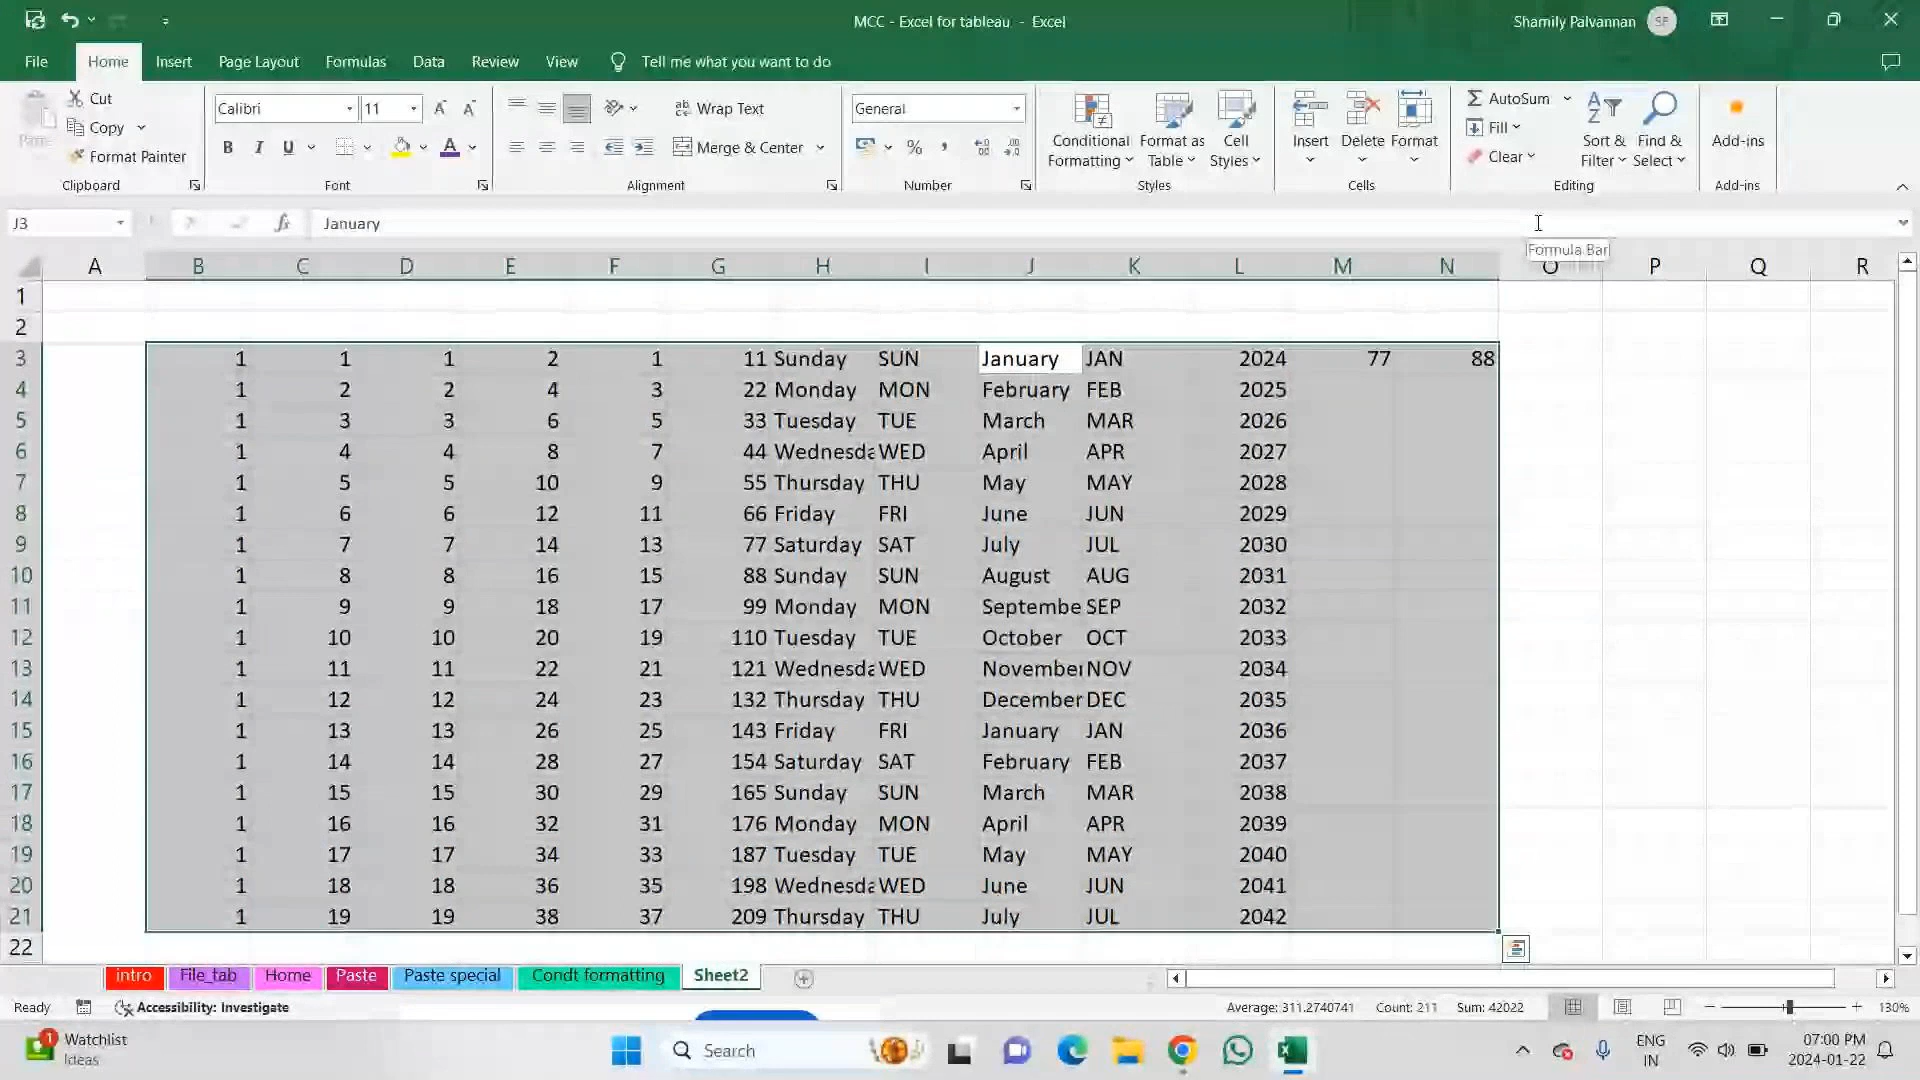 MCC - Excel for tableau - Excel
Shamily Palvannan SP
File Home Insert Page Layout Formulas Data Review View Tell me what you want to do
Paste
Cut
Copy
Format Painter
Clipboard
Calibri 11
B I U
Font
Wrap Text
Merge & Center
Alignment
General
Number
Conditional Formatting
Format as Table
Cell Styles
Styles
Insert Delete Format
Cells
AutoSum
Fill
Clear
Sort & Filter
Find & Select
Editing
Add-ins
Add-ins
J3 fx January
Formula Bar
A B C D E F G H I J K L M N O P Q R
1
2
3 1 1 1 2 1 11 Sunday SUN January JAN 2024 77 88
4 1 2 2 4 3 22 Monday MON February FEB 2025
5 1 3 3 6 5 33 Tuesday TUE March MAR 2026
6 1 4 4 8 7 44 Wednesda WED April APR 2027
7 1 5 5 10 9 55 Thursday THU May MAY 2028
8 1 6 6 12 11 66 Friday FRI June JUN 2029
9 1 7 7 14 13 77 Saturday SAT July JUL 2030
10 1 8 8 16 15 88 Sunday SUN August AUG 2031
11 1 9 9 18 17 99 Monday MON Septembe SEP 2032
12 1 10 10 20 19 110 Tuesday TUE October OCT 2033
13 1 11 11 22 21 121 Wednesda WED November NOV 2034
14 1 12 12 24 23 132 Thursday THU December DEC 2035
15 1 13 13 26 25 143 Friday FRI January JAN 2036
16 1 14 14 28 27 154 Saturday SAT February FEB 2037
17 1 15 15 30 29 165 Sunday SUN March MAR 2038
18 1 16 16 32 31 176 Monday MON April APR 2039
19 1 17 17 34 33 187 Tuesday TUE May MAY 2040
20 1 18 18 36 35 198 Wednesda WED June JUN 2041
21 1 19 19 38 37 209 Thursday THU July JUL 2042
22
intro File_tab Home Paste Paste special Condt formatting Sheet2
Ready Accessibility: Investigate Average: 311.2740741 Count: 211 Sum: 42022 130%
1 Watchlist
Ideas
Search
ENG
IN
07:00 PM
2024-01-22